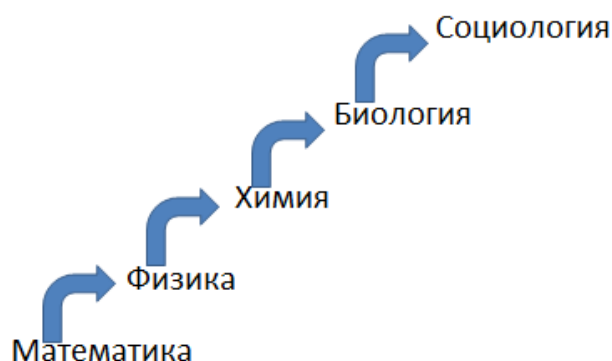 Социология
Биология
Химия
Физика
Математика